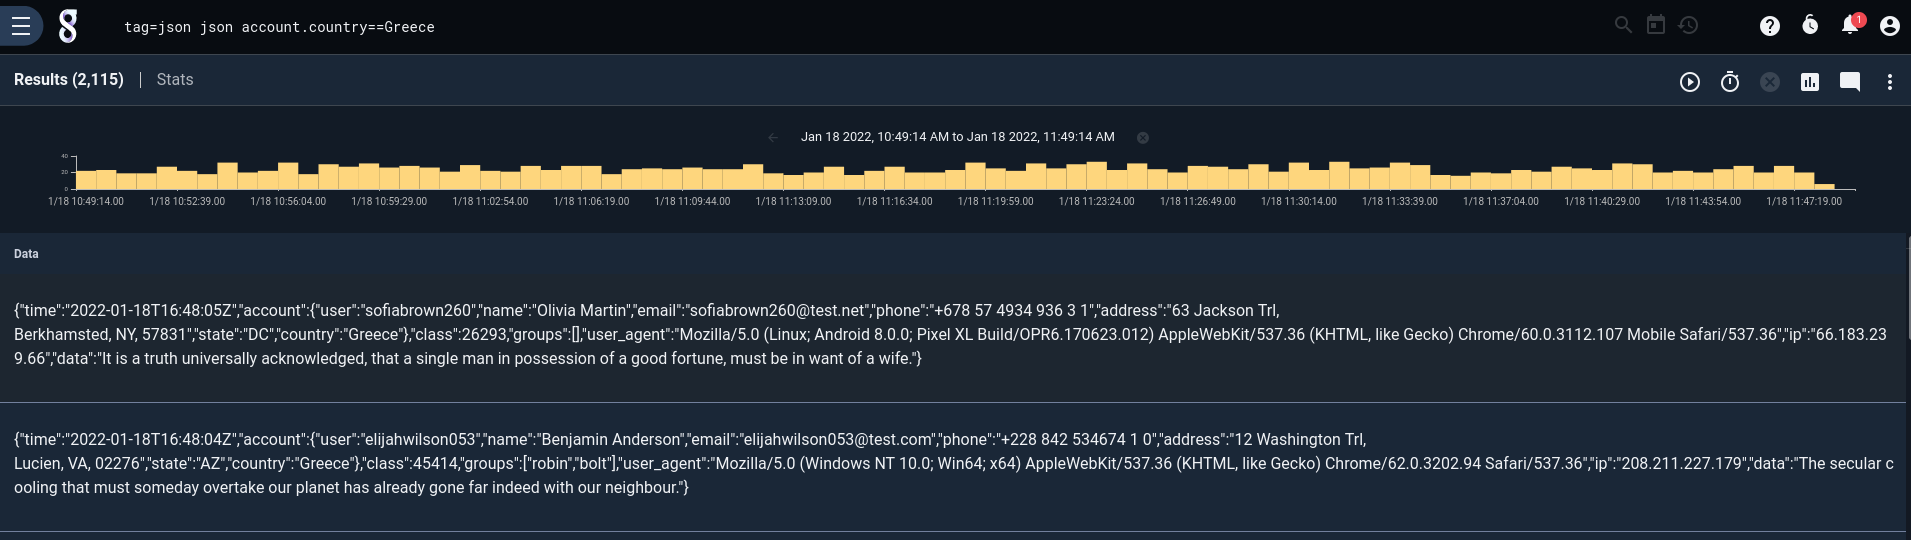 tag=json json account.country==Greece
1
Results (2,115) | Stats
Jan 18 2022, 10:49:14 AM to Jan 18 2022, 11:49:14 AM
40
20
0
1/18 10:49:14.00 1/18 10:52:39.00 1/18 10:56:04.00 1/18 10:59:29.00 1/18 11:02:54.00 1/18 11:06:19.00 1/18 11:09:44.00 1/18 11:13:09.00 1/18 11:16:34.00 1/18 11:19:59.00 1/18 11:23:24.00 1/18 11:26:49.00 1/18 11:30:14.00 1/18 11:33:39.00 1/18 11:37:04.00 1/18 11:40:29.00 1/18 11:43:54.00 1/18 11:47:19.00
Data
{"time":"2022-01-18T16:48:05Z","account":{"user":"sofiabrown260","name":"Olivia Martin","email":"sofiabrown260@test.net","phone":"+678 57 4934 936 3 1","address":"63 Jackson Trl,
Berkhamsted, NY, 57831","state":"DC","country":"Greece"},"class":26293,"groups":[],"user_agent":"Mozilla/5.0 (Linux; Android 8.0.0; Pixel XL Build/OPR6.170623.012) AppleWebKit/537.36 (KHTML, like Gecko) Chrome/60.0.3112.107 Mobile Safari/537.36","ip":"66.183.23
9.66","data":"It is a truth universally acknowledged, that a single man in possession of a good fortune, must be in want of a wife."}
{"time":"2022-01-18T16:48:04Z","account":{"user":"elijahwilson053","name":"Benjamin Anderson","email":"elijahwilson053@test.com","phone":"+228 842 534674 1 0","address":"12 Washington Trl,
Lucien, VA, 02276","state":"AZ","country":"Greece"},"class":45414,"groups":["robin","bolt"],"user_agent":"Mozilla/5.0 (Windows NT 10.0; Win64; x64) AppleWebKit/537.36 (KHTML, like Gecko) Chrome/62.0.3202.94 Safari/537.36","ip":"208.211.227.179","data":"The secular c
ooling that must someday overtake our planet has already gone far indeed with our neighbour."}